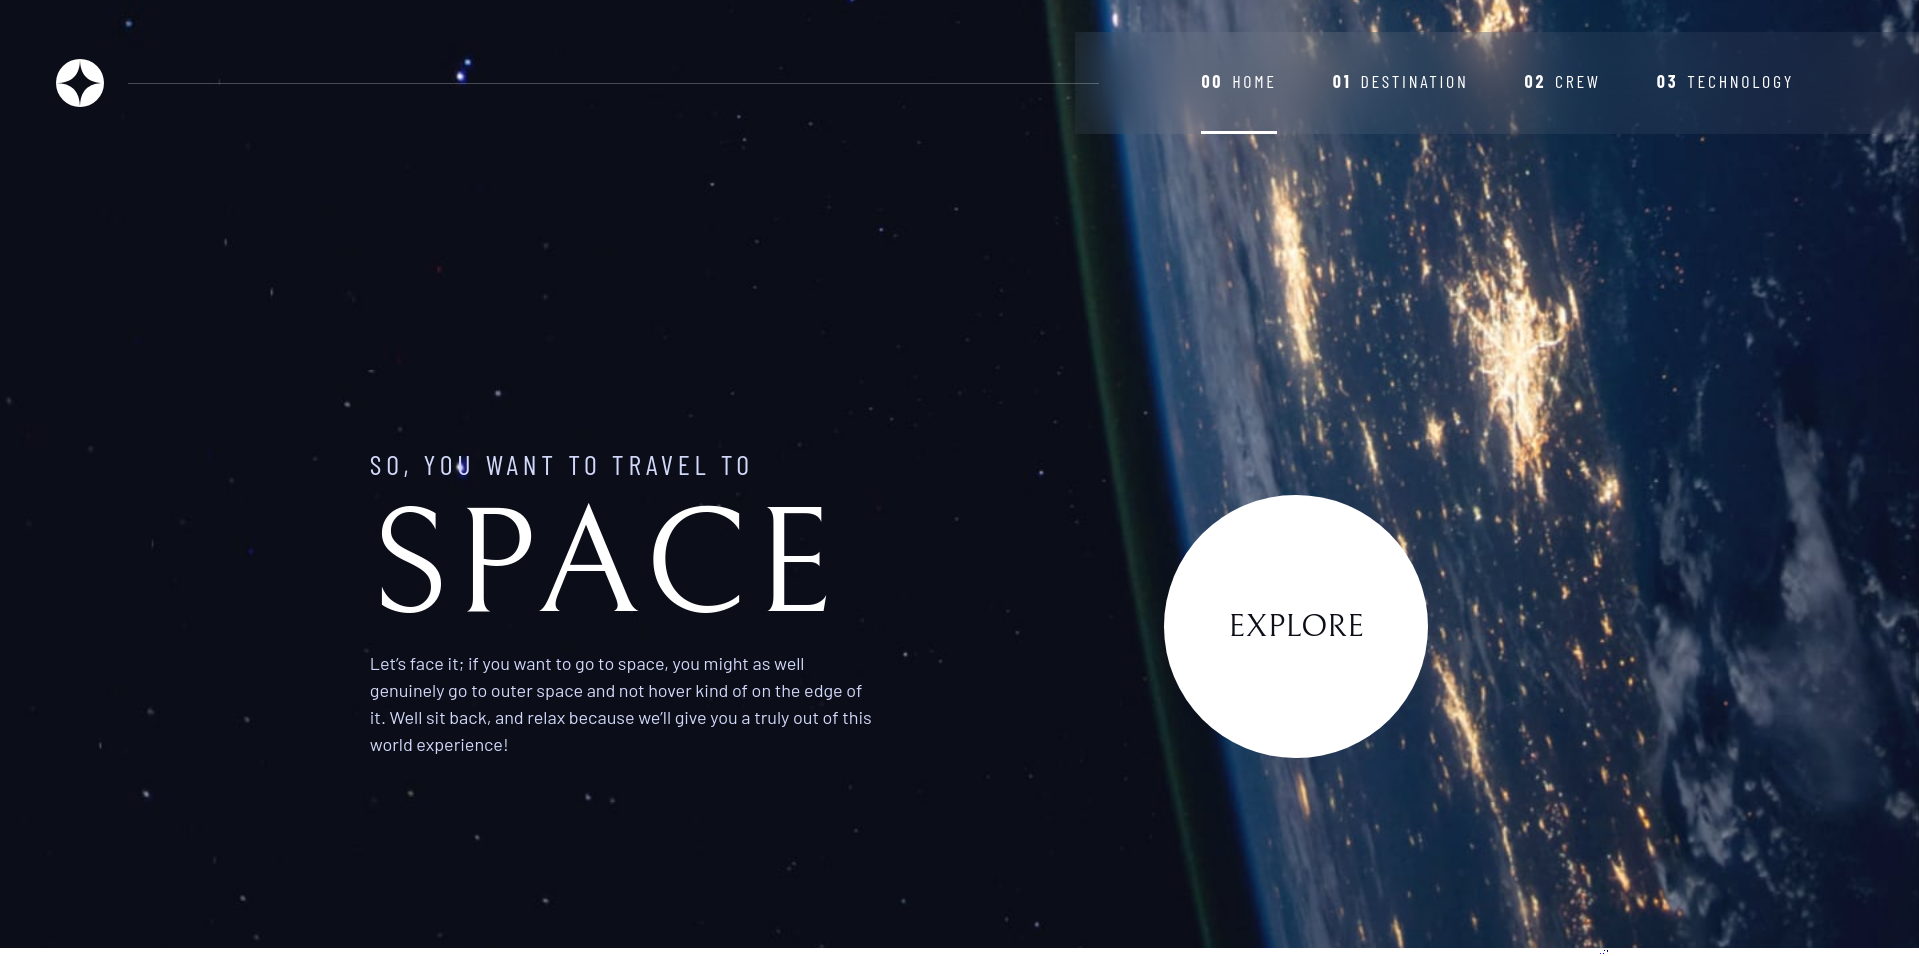 00 HOME 01 DESTINATION 02 CREW 03 TECHNOLOGY
SO, YOU WANT TO TRAVEL TO
SPACE
Let’s face it; if you want to go to space, you might as well
genuinely go to outer space and not hover kind of on the edge of
it. Well sit back, and relax because we’ll give you a truly out of this
world experience!
EXPLORE